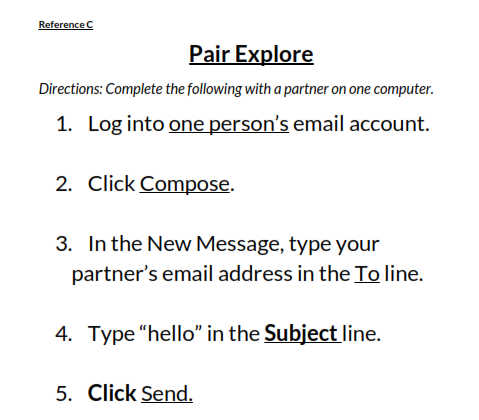 Reference C
Pair Explore
Directions: Complete the following with a partner on one computer.
1. Log into one person's email account.
2. Click Compose.
3. In the New Message, type your
partner's email address in the To line.
4. Type “hello” in the Subject line.
5. Click Send.